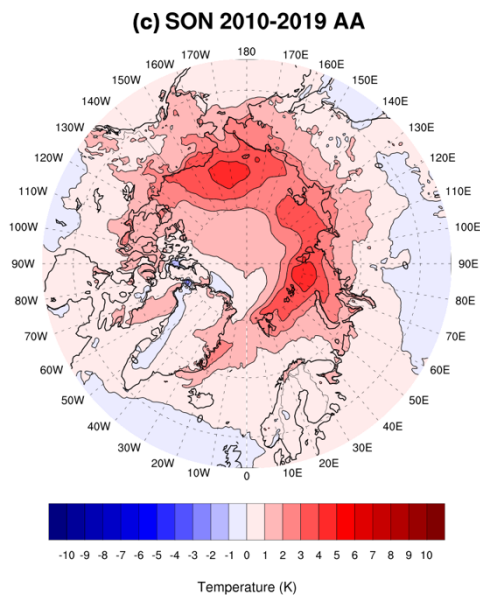 (c) SON 2010-2019 AA
180
170W 170E
160W 160E
150W 150E
140W 140E
130W 130E
120W 120E
110W 110E
100W 100E
90W 90E
80W 80E
70W 70E
60W 60E
50W 50E
40W 40E
30W 30E
20W 20E
10W 10E
0
-10 -9 -8 -7 -6 -5 -4 -3 -2 -1 0 1 2 3 4 5 6 7 8 9 10
Temperature (K)